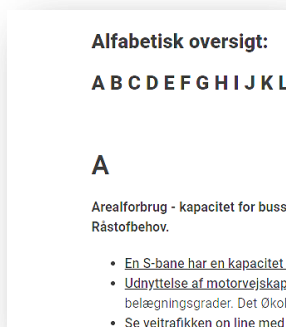 Alfabetisk oversigt:
A B C D E F G H I J K L
A
Arealforbrug - kapacitet for buss
Råstofbehov.
En S-bane har en kapacitet
Udnyttelse af motorvejskap
belægningsgrader. Det Økol
Se vejtrafikken on line med